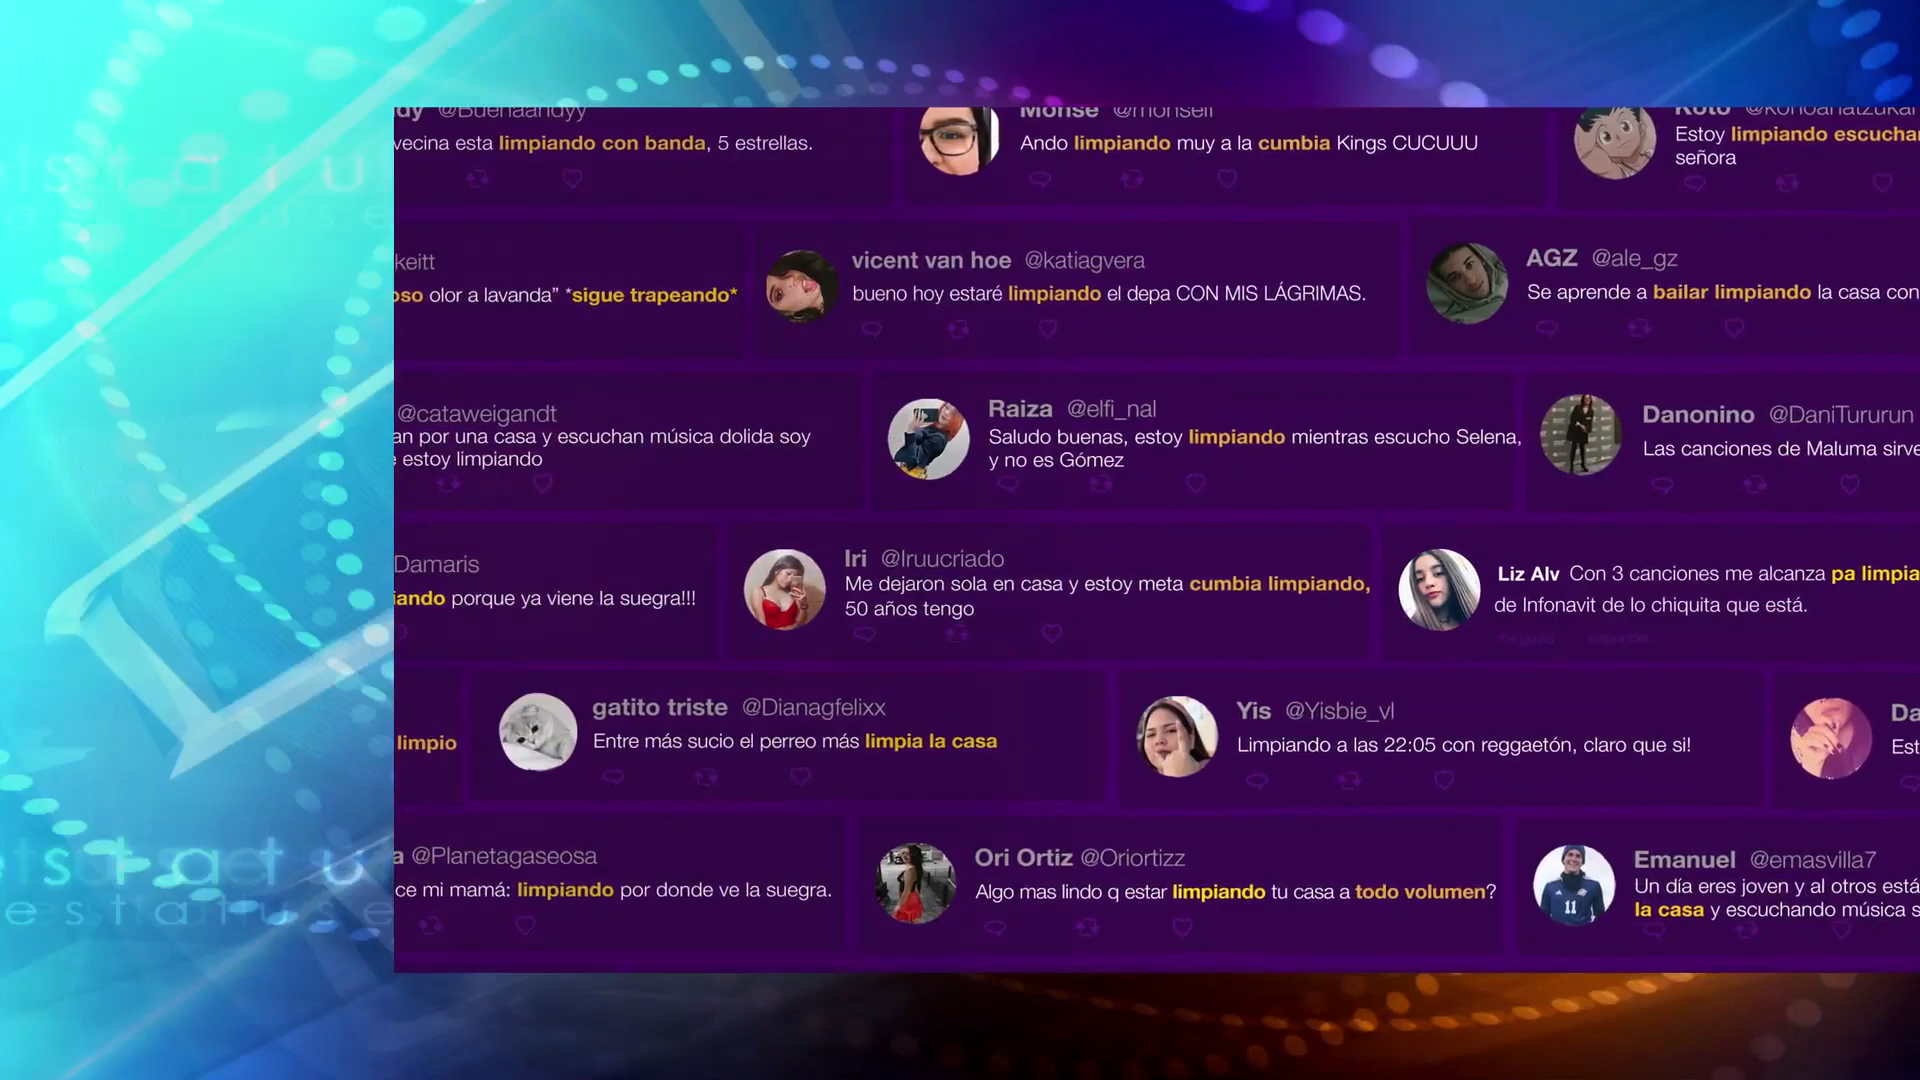 dy @Buenaandyy
vecina esta limpiando con banda, 5 estrellas.
Monse @monself
Ando limpiando muy a la cumbia Kings CUCUUU
Koto
Estoy limpiando
señora
keitt
oso olor a lavanda” *sigue trapeando*
vicent van hoe @katiagvera
bueno hoy estaré limpiando el depa CON MIS LÁGRIMAS.
AGZ @ale_gz
Se aprende a bailar limpiando la casa con
@cataweigandt
an por una casa y escuchan música dolida soy
estoy limpiando
Raiza @elfi_nal
Saludo buenas, estoy limpiando mientras escucho Selena,
y no es Gómez
Danonino @DaniTururun
Las canciones de Maluma
Damaris
iando porque ya viene la suegra!!!
Iri @Iruucriado
Me dejaron sola en casa y estoy meta cumbia limpiando,
50 años tengo
Liz Alv Con 3 canciones me alcanza pa limpia
de Infonavit de lo chiquita que está.
limpio
gatito triste @Dianagfelixx
Entre más sucio el perreo más limpia la casa
Yis @Yisbie_vl
Limpiando a las 22:05 con reggaetón, claro que si!
Da
Est
a @Planetagaseosa
ce mi mamá: limpiando por donde ve la suegra.
Ori Ortiz @Oriortizz
Algo mas lindo q estar limpiando tu casa a todo volumen?
Emanuel @emasvilla7
Un día eres joven y al otros está
la casa y escuchando música s
11